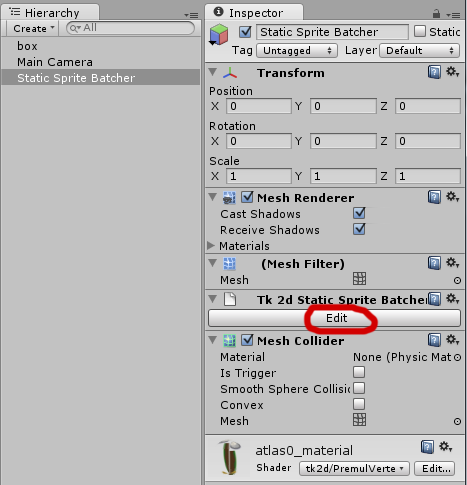 Hierarchy
Create
All
box
Main Camera
Static Sprite Batcher
Inspector
Static Sprite Batcher
Static
Tag Untagged Layer Default
Transform
Position
X 0 Y 0 Z 0
Rotation
X 0 Y 0 Z 0
Scale
X 1 Y 1 Z 1
Mesh Renderer
Cast Shadows
Receive Shadows
Materials
(Mesh Filter)
Mesh
Tk 2d Static Sprite Batcher
Edit
Mesh Collider
Material None (Physic Mat
Is Trigger
Smooth Sphere Collisic
Convex
Mesh
atlas0_material
Shader tk2d/PremulVerte Edit...